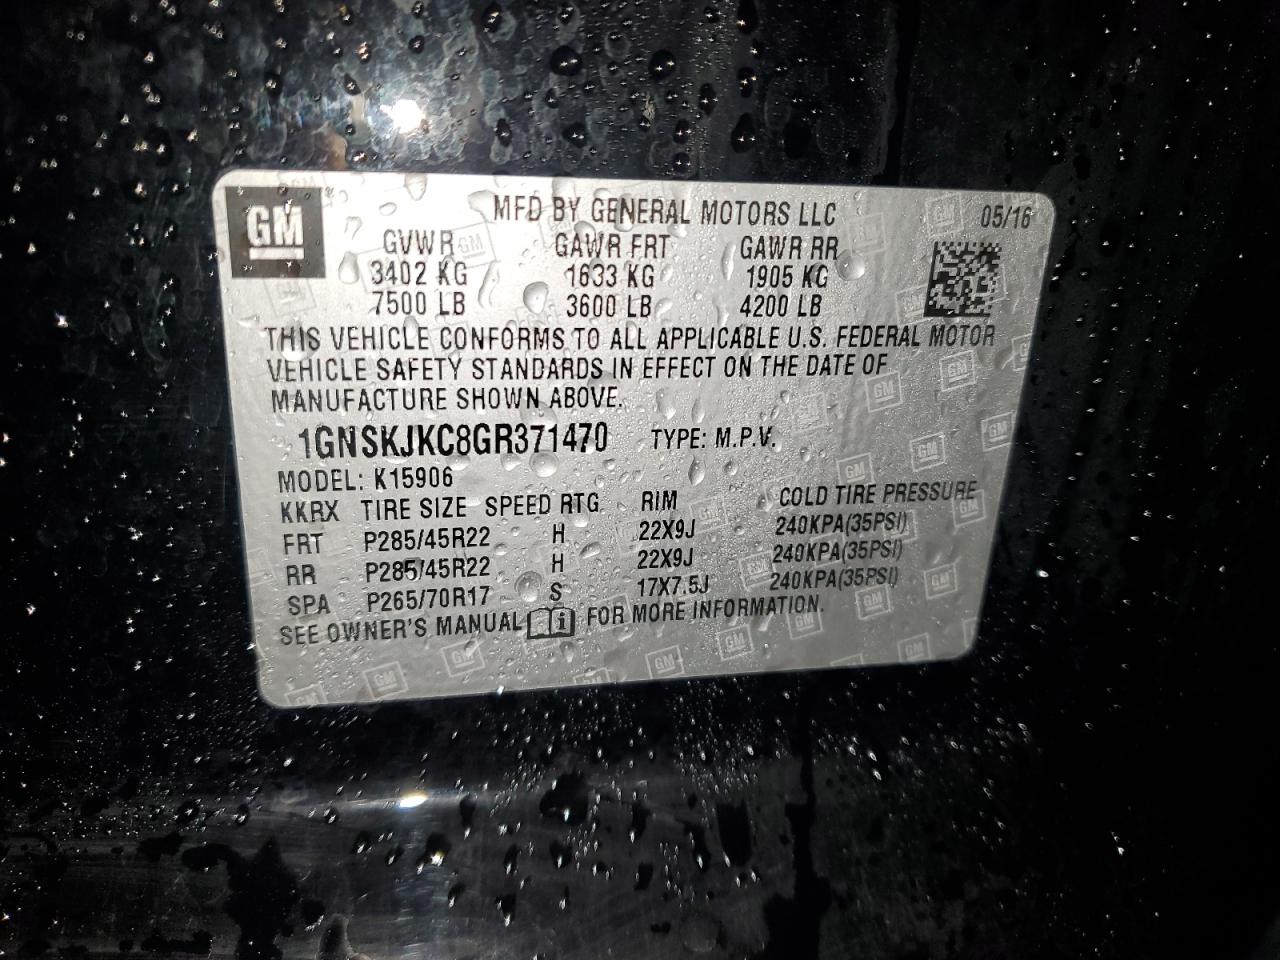 GM
MFD BY GENERAL MOTORS LLC 05/16
GVWR GAWR FRT GAWR RR
3402 KG 1633 KG 1905 KG
7500 LB 3600 LB 4200 LB
THIS VEHICLE CONFORMS TO ALL APPLICABLE U.S. FEDERAL MOTOR
VEHICLE SAFETY STANDARDS IN EFFECT ON THE DATE OF
MANUFACTURE SHOWN ABOVE.
1GNSKJKC8GR371470 TYPE: M.P.V.
MODEL: K15906
KKRX TIRE SIZE SPEED RTG RIM COLD TIRE PRESSURE
FRT P285/45R22 H 22X9J 240KPA(35PSI)
RR P285/45R22 H 22X9J 240KPA(35PSI)
SPA P265/70R17 S 17X7.5J 240KPA(35PSI)
SEE OWNER'S MANUAL i FOR MORE INFORMATION.